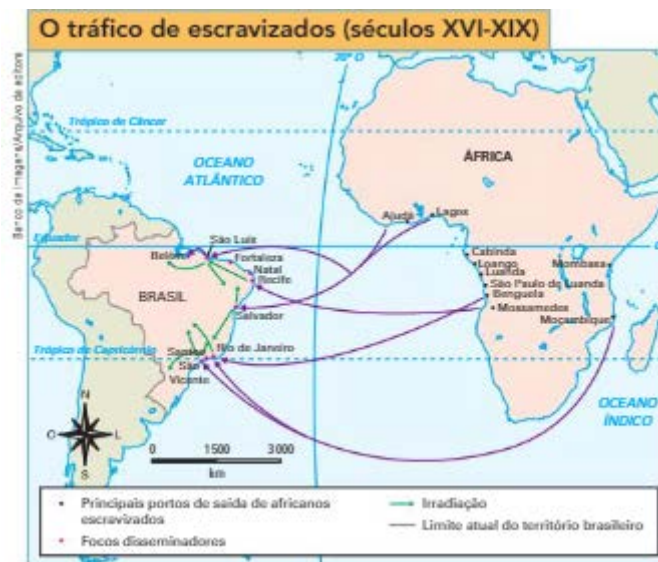 O tráfico de escravizados (séculos XVI-XIX)
Banco de imagens/Arquivo da editora
20° O
Trópico de Câncer
OCEANO
ATLÂNTICO
ÁFRICA
Ajudá
Lagos
Equador
0°
São Luís
Belém
Fortaleza
Natal
Recife
Cabinda
Loango
Luanda
Mombasa
São Paulo de Luanda
Benguela
Mossamedes
Moçambique
BRASIL
Salvador
Trópico de Capricórnio
Santos
Rio de Janeiro
São
Vicente
OCEANO
ÍNDICO
N
O
L
S
0
1500
3000
km
Principais portos de saída de africanos
escravizados
Focos disseminadores
Irradiação
Limite atual do território brasileiro